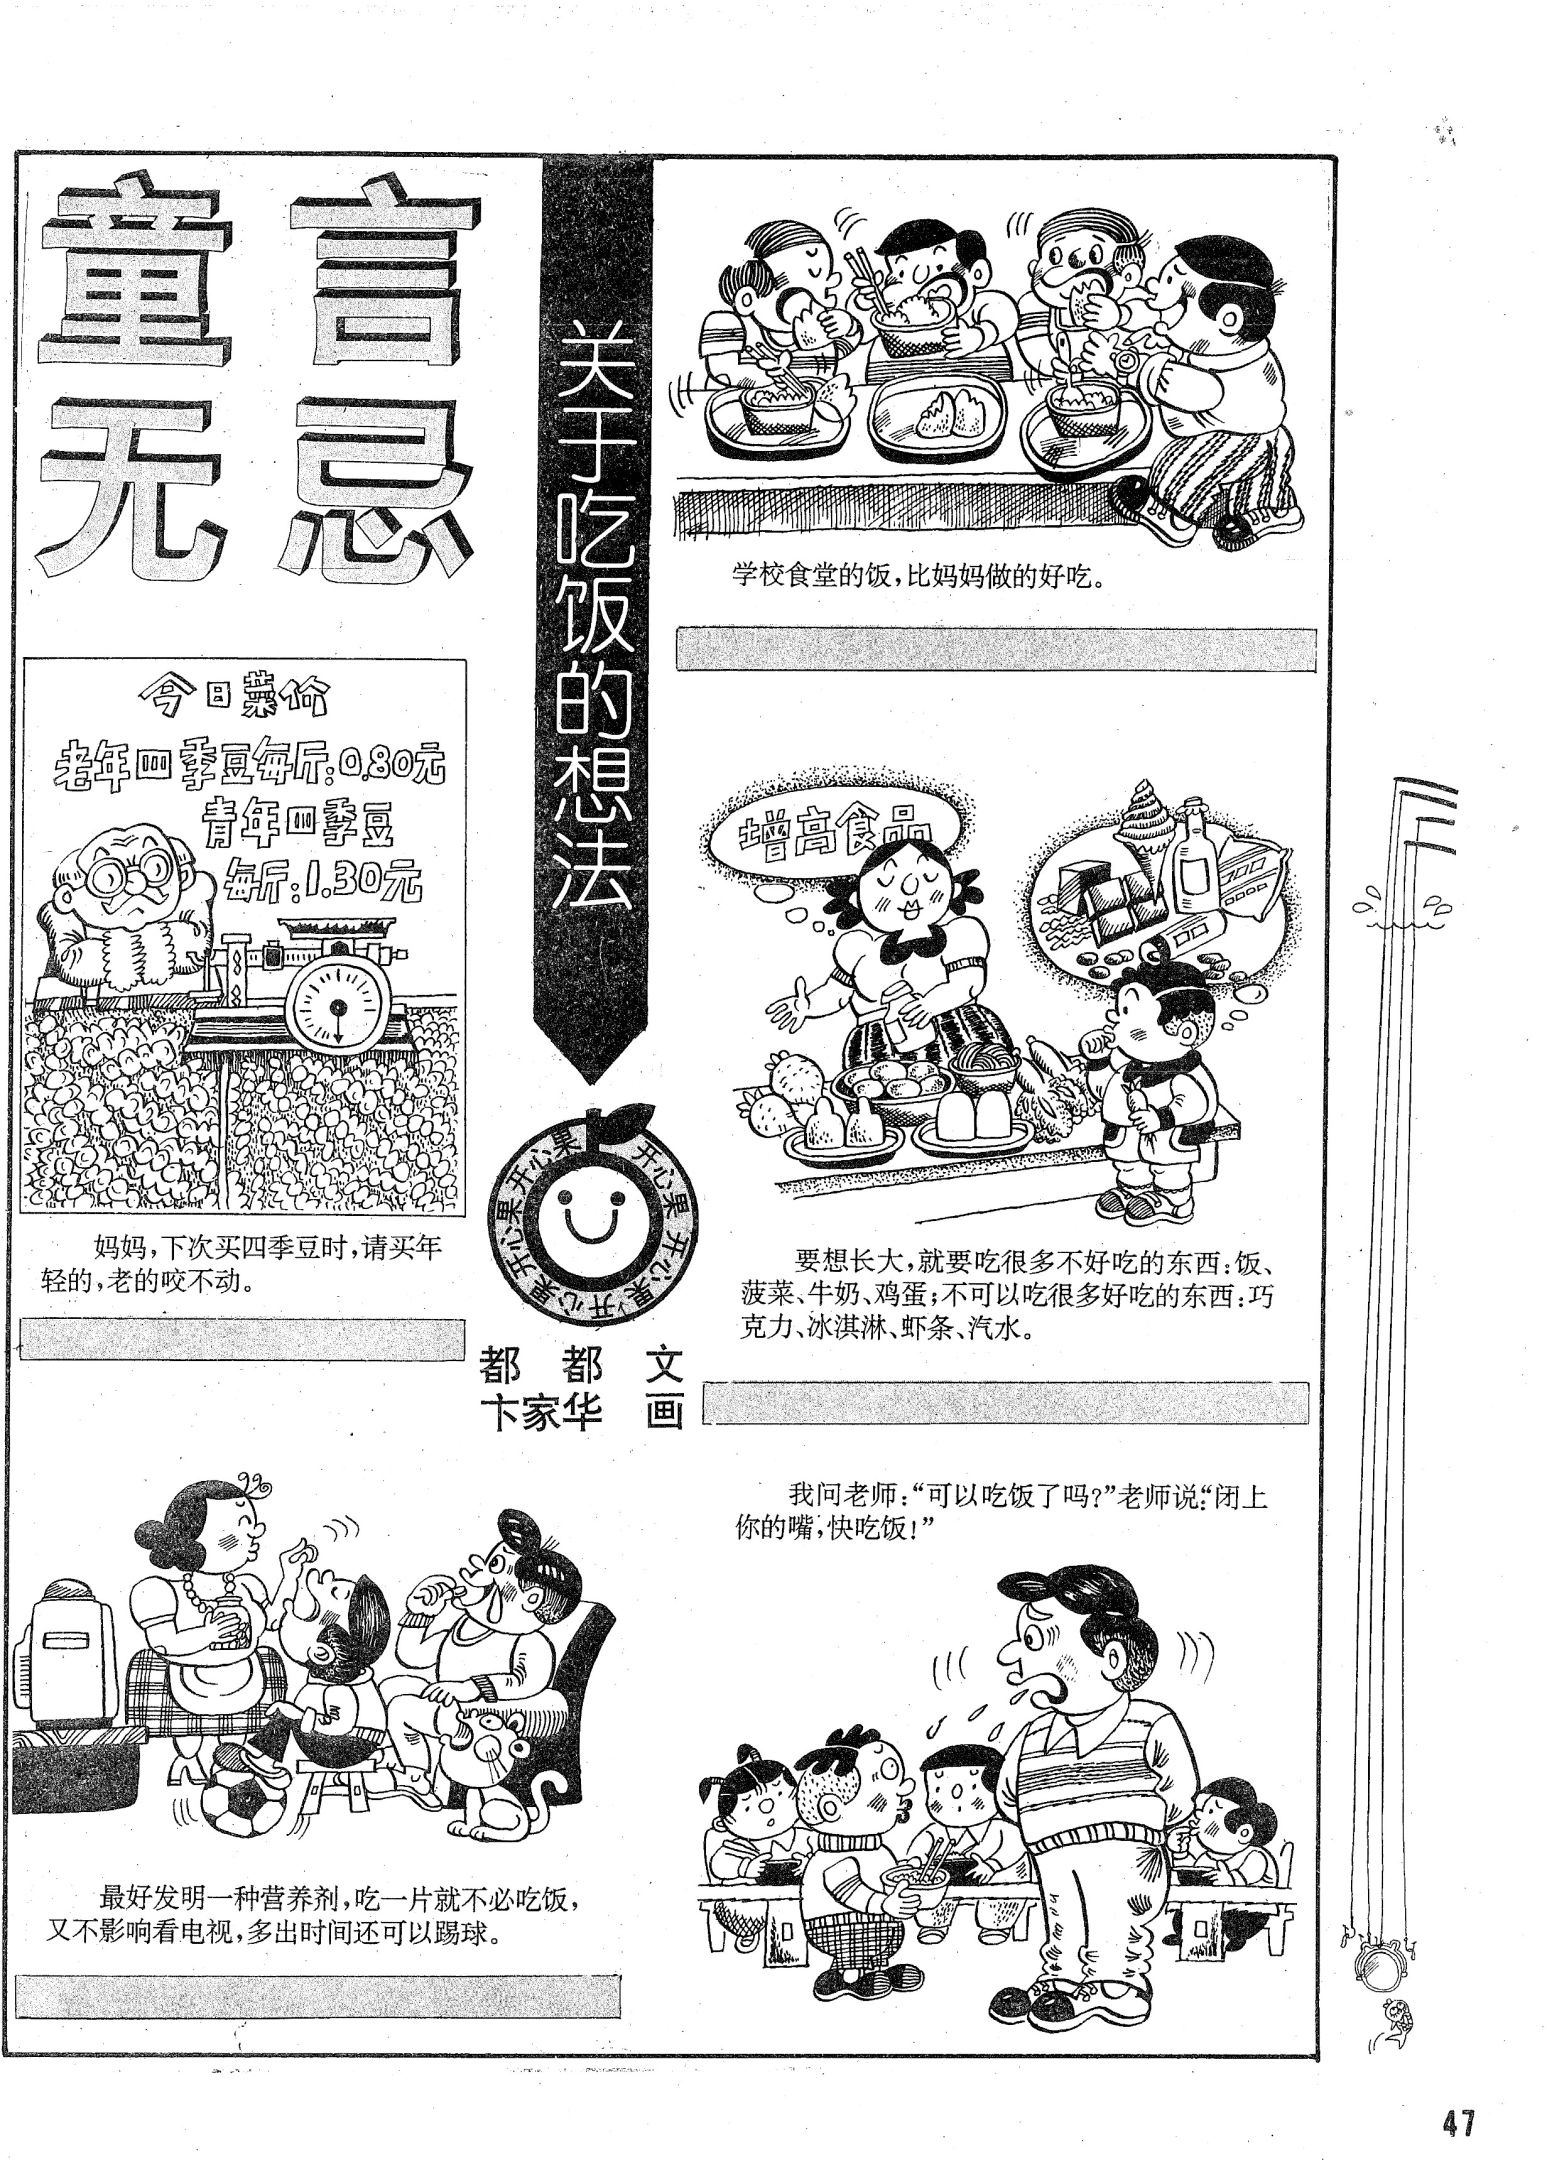 童言
无忌
关于吃饭的想法
今日菜价
老年四季豆每斤:0.80元
青年四季豆
每斤:1.30元
妈妈，下次买四季豆时，请买年
轻的，老的咬不动。
开心果开心果开心果开心果开心果开心果
都都 文
卞家华 画
最好发明一种营养剂，吃一片就不必吃饭，
又不影响看电视，多出时间还可以踢球。
学校食堂的饭，比妈妈做的好吃。
增高食品
要想长大，就要吃很多不好吃的东西：饭、
菠菜、牛奶、鸡蛋；不可以吃很多好吃的东西：巧
克力、冰淇淋、虾条、汽水。
我问老师：“可以吃饭了吗？”老师说：“闭上
你的嘴，快吃饭！”
47